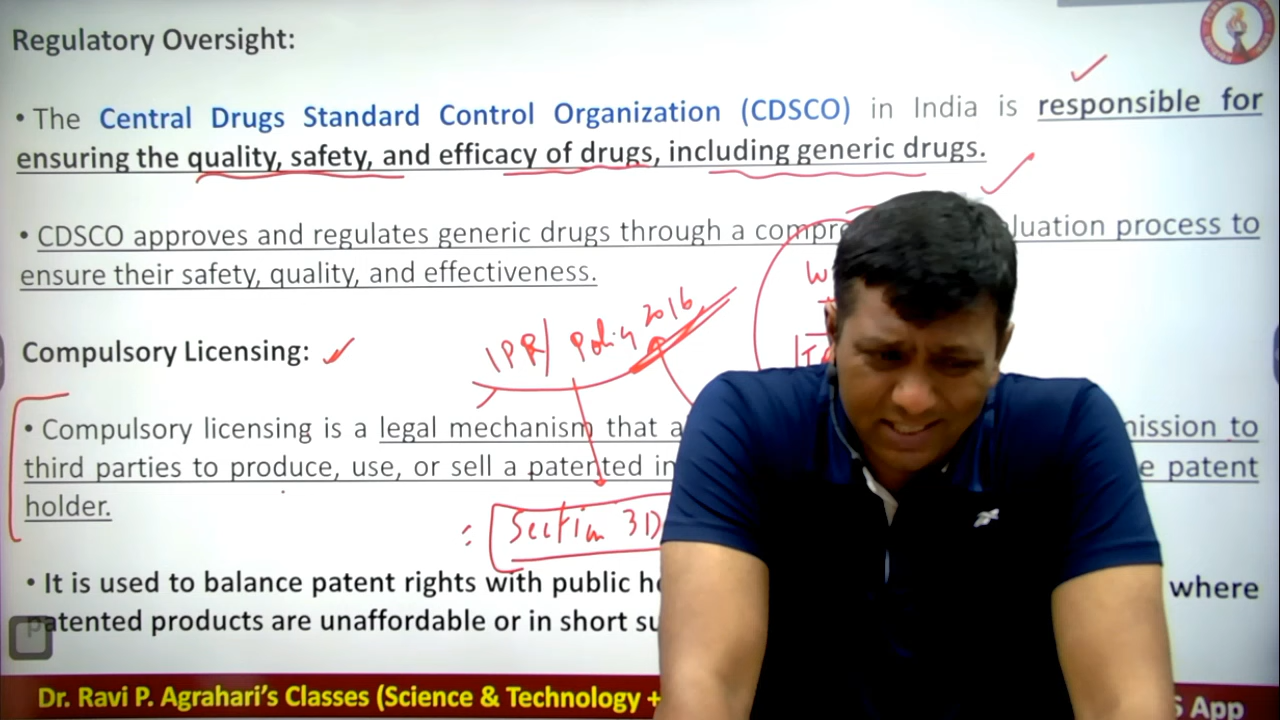 Regulatory Oversight:
• The Central Drugs Standard Control Organization (CDSCO) in India is responsible for
ensuring the quality, safety, and efficacy of drugs, including generic drugs.
• CDSCO approves and regulates generic drugs through a compr luation process to
ensure their safety, quality, and effectiveness.
IPR/ Policy 2016
Compulsory Licensing:
• Compulsory licensing is a legal mechanism that a ission to
third parties to produce, use, or sell a patented in e patent
holder.
: Section 3D
• It is used to balance patent rights with public he where
patented products are unaffordable or in short su
Dr. Ravi P. Agrahari's Classes (Science & Technology + S App